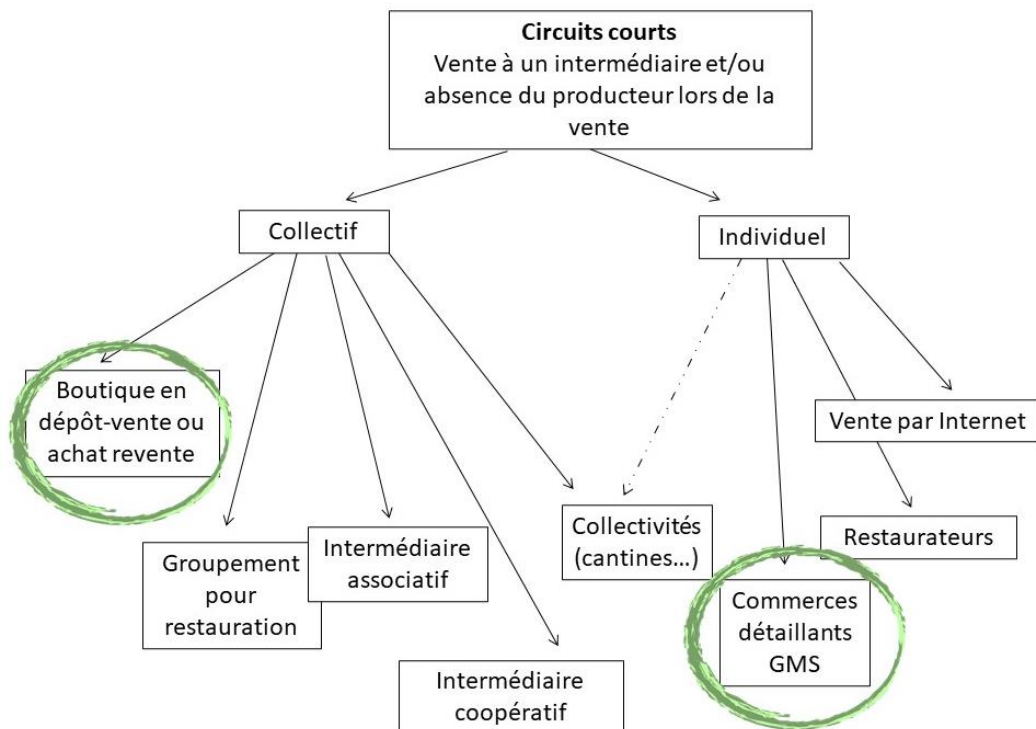 Circuits courts
Vente à un intermédiaire et/ou
absence du producteur lors de la
vente
Collectif
Individuel
Boutique en
dépôt-vente ou
achat revente
Vente par Internet
Groupement
pour
restauration
Intermédiaire
associatif
Collectivités
(cantines…)
Restaurateurs
Commerces
détaillants
GMS
Intermédiaire
coopératif